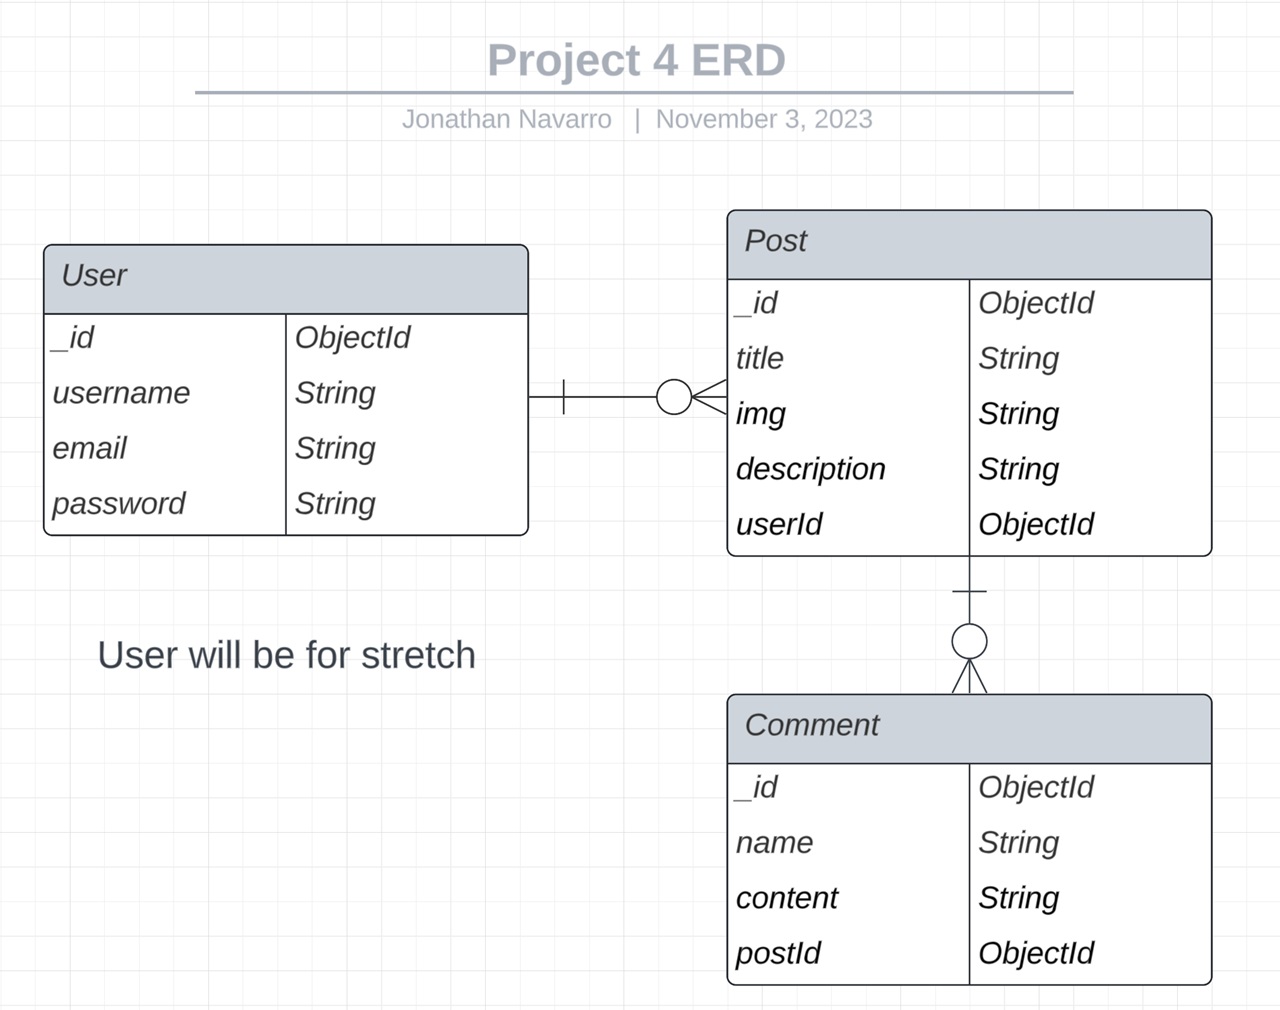 Project 4 ERD
Jonathan Navarro | November 3, 2023
User
_id ObjectId
username String
email String
password String
User will be for stretch
Post
_id ObjectId
title String
img String
description String
userId ObjectId
Comment
_id ObjectId
name String
content String
postId ObjectId